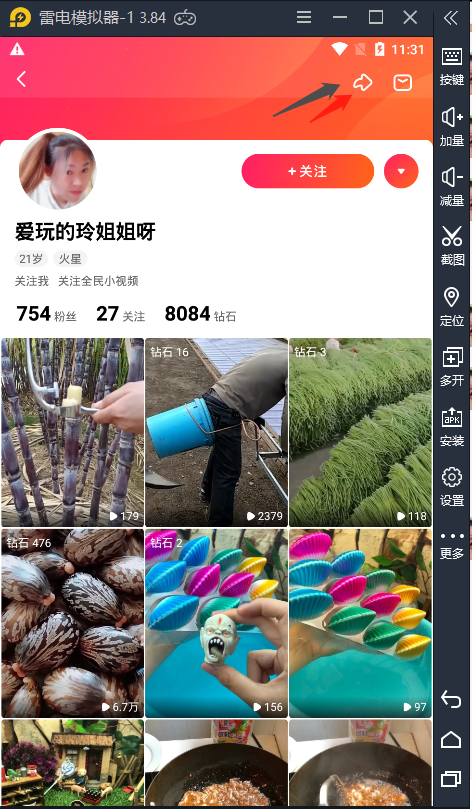 雷电模拟器-1 3.84
11:31
+关注
爱玩的玲姐姐呀
21岁 火星
关注我 关注全民小视频
754 粉丝 27 关注 8084 钻石
钻石 16
钻石 3
179
2379
118
钻石 476
钻石 2
6.7万
156
97
按键
加量
减量
截图
定位
多开
APK
安装
设置
更多